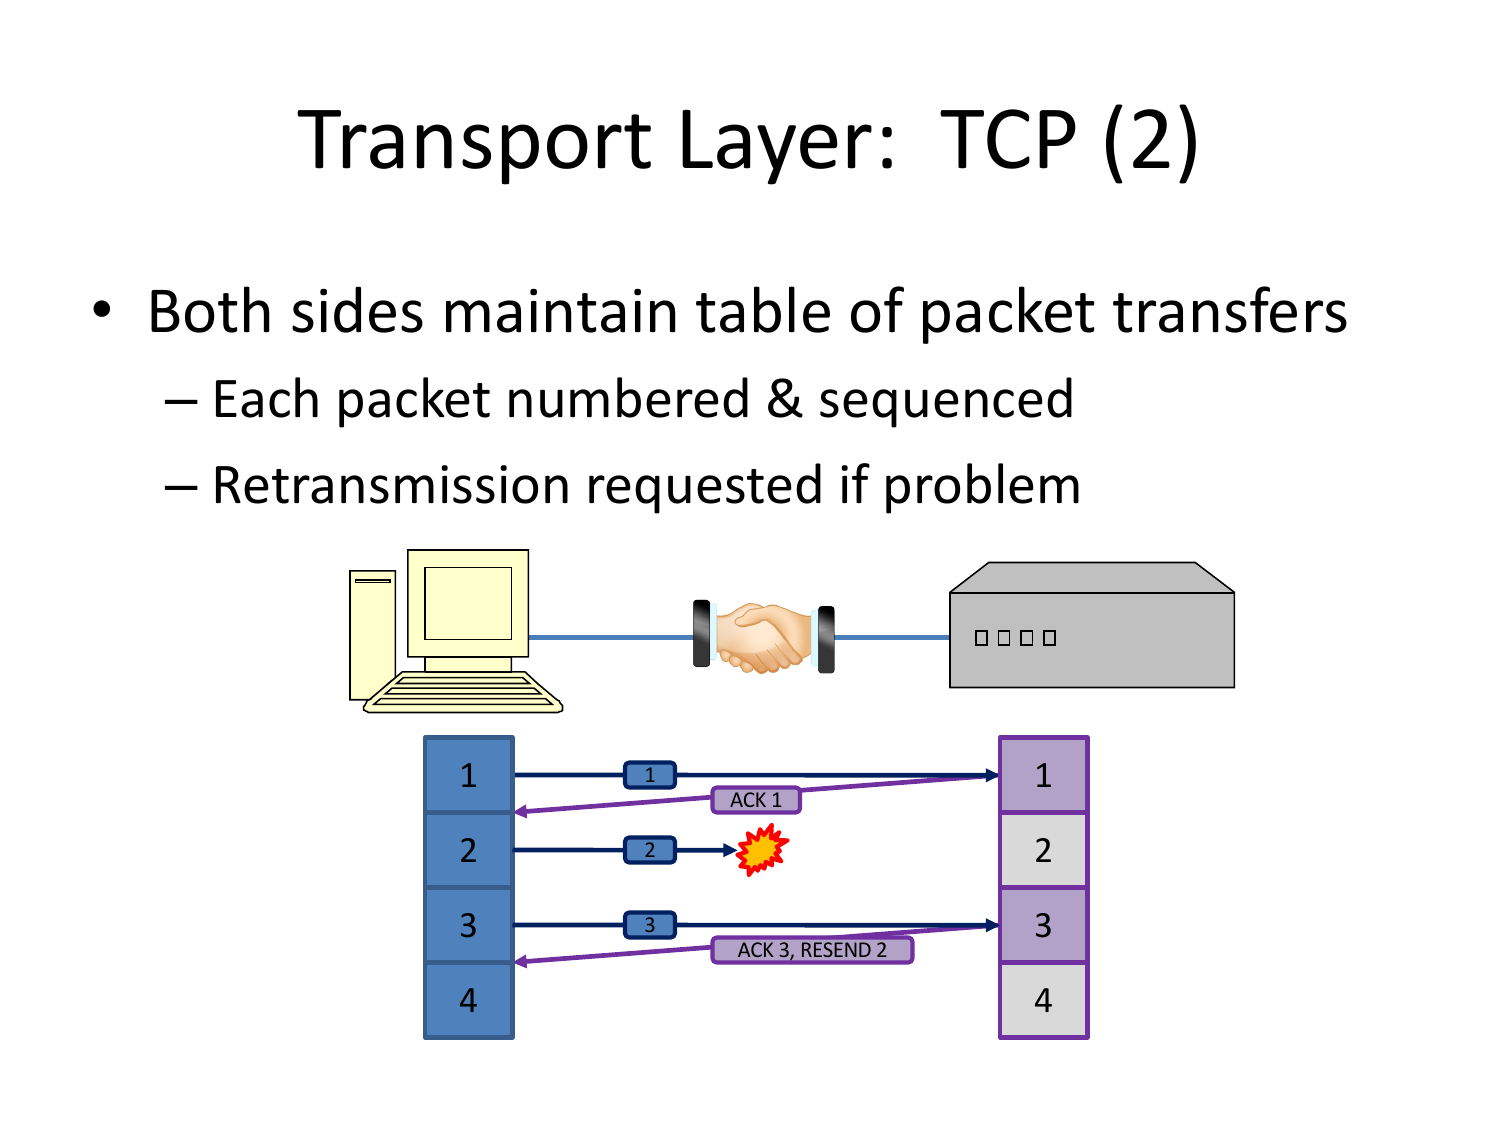 Transport Layer:  TCP (2)
• Both sides maintain table of packet transfers
– Each packet numbered & sequenced
– Retransmission requested if problem
1
1
1
ACK 1
2
2
2
3
3
3
ACK 3, RESEND 2
4
4